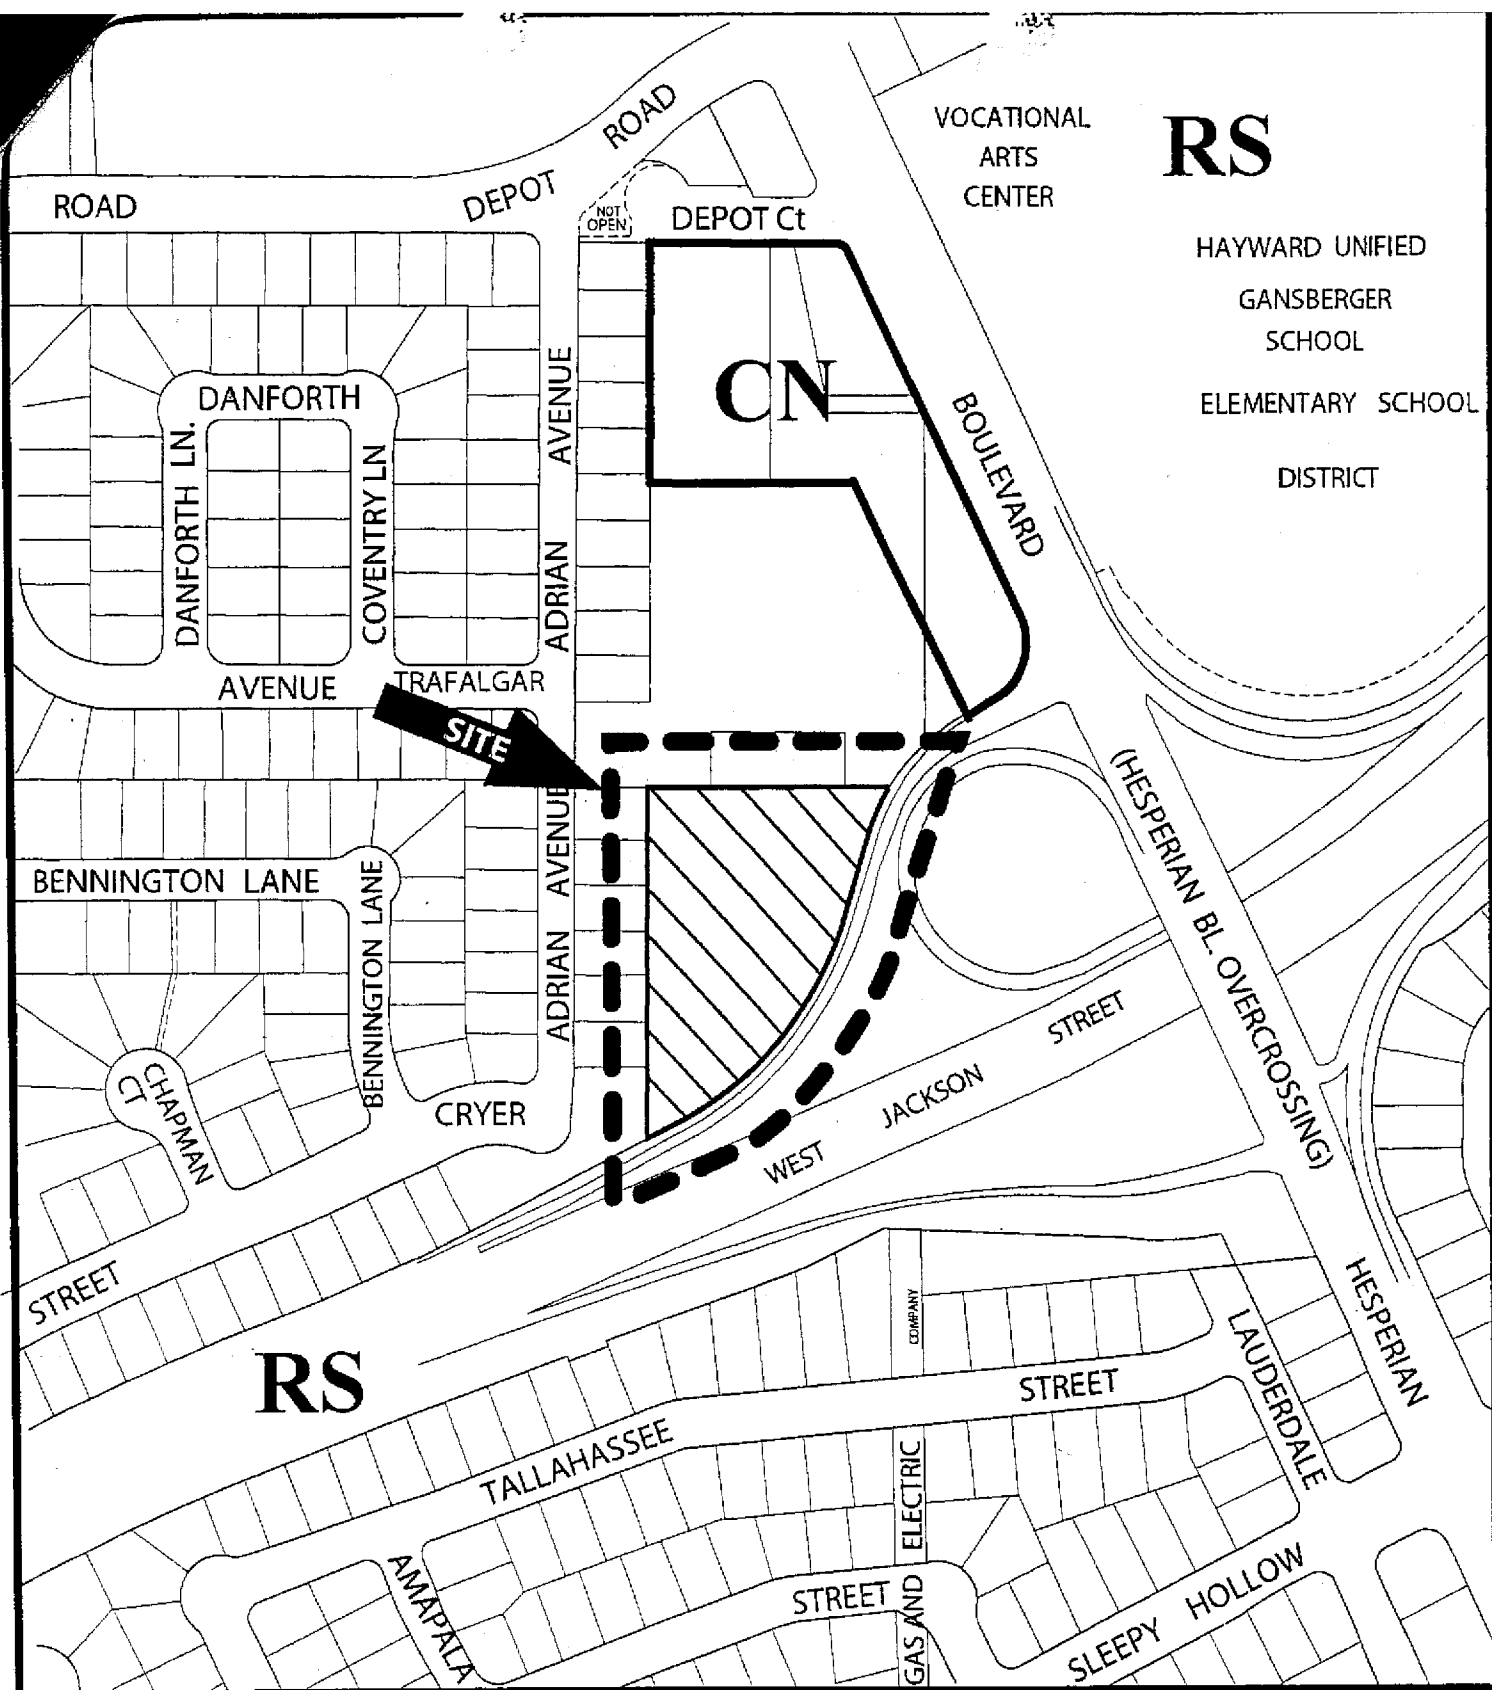 VOCATIONAL
ARTS
CENTER
RS
ROAD
ROAD
DEPOT
NOT
OPEN
DEPOT Ct
HAYWARD UNIFIED
GANSBERGER
SCHOOL
ELEMENTARY SCHOOL
DISTRICT
CN
BOULEVARD
DANFORTH
DANFORTH LN.
COVENTRY LN
AVENUE
ADRIAN
AVENUE
TRAFALGAR
SITE
(HESPERIAN BL. OVERCROSSING)
BENNINGTON LANE
BENNINGTON LANE
AVENUE
ADRIAN
CHAPMAN
CT
CRYER
STREET
WEST
JACKSON
STREET
RS
COMPANY
HESPERIAN
LAUDERDALE
TALLAHASSEE
STREET
GAS AND ELECTRIC
AMAPALA
STREET
SLEEPY HOLLOW